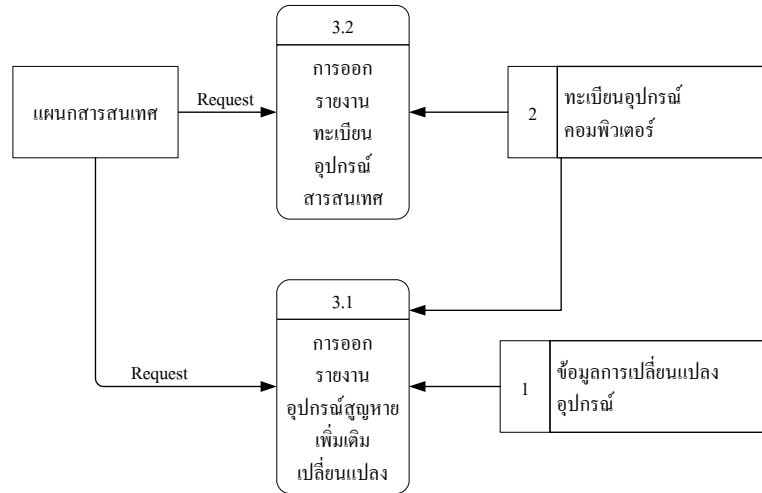 3.2
การออก
รายงาน
ทะเบียน
อุปกรณ์
สารสนเทศ
แผนกสารสนเทศ
Request
2
ทะเบียนอุปกรณ์
คอมพิวเตอร์
3.1
การออก
รายงาน
อุปกรณ์สูญหาย
เพิ่มเติม
เปลี่ยนแปลง
Request
1
ข้อมูลการเปลี่ยนแปลง
อุปกรณ์